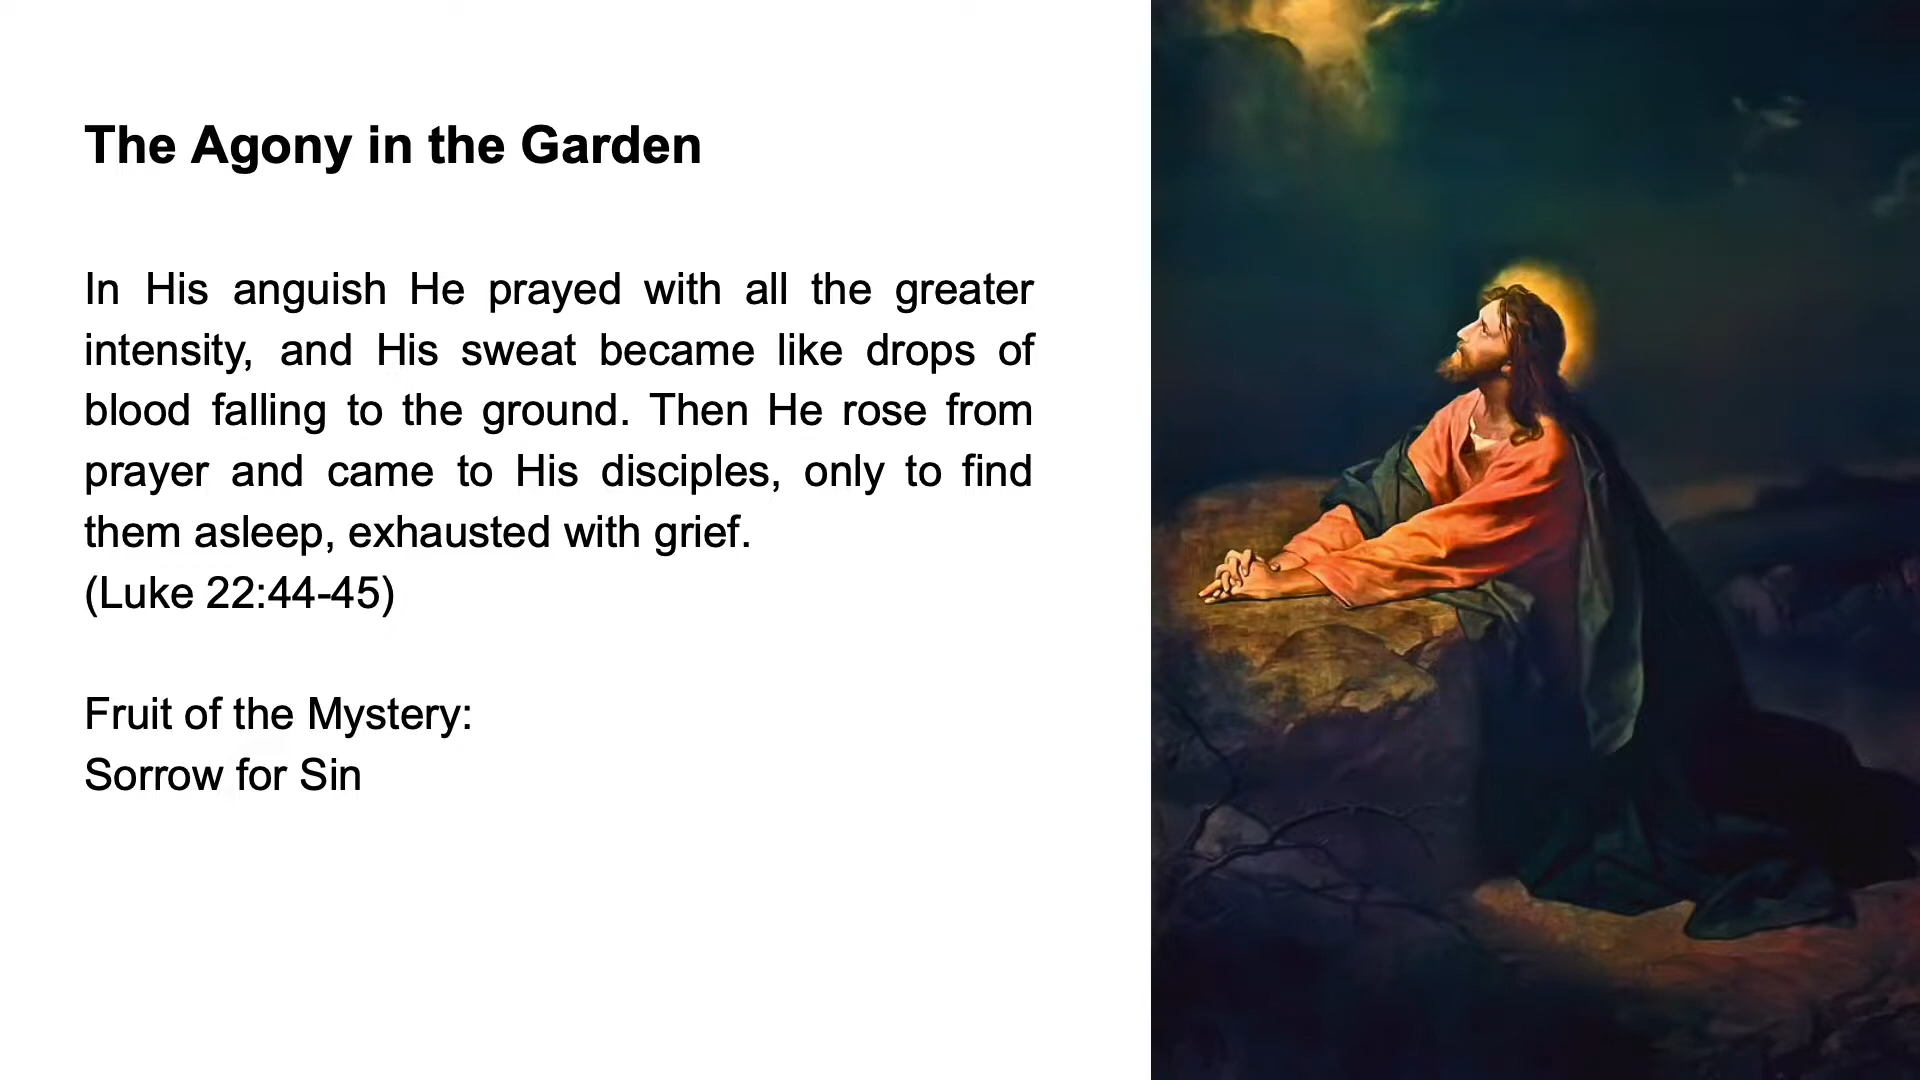 The Agony in the Garden
In His anguish He prayed with all the greater
intensity, and His sweat became like drops of
blood falling to the ground. Then He rose from
prayer and came to His disciples, only to find
them asleep, exhausted with grief.
(Luke 22:44-45)
Fruit of the Mystery:
Sorrow for Sin